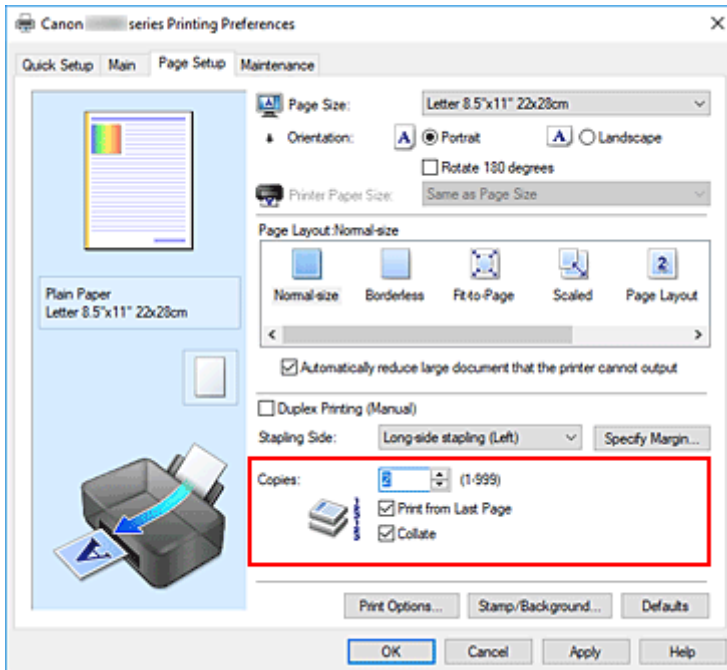 Canon series Printing Preferences
Quick Setup Main Page Setup Maintenance
Page Size: Letter 8.5"x11" 22x28cm
Orientation: A Portrait A Landscape
Rotate 180 degrees
Printer Paper Size: Same as Page Size
Page Layout:Normal-size
2
Normal-size Borderless Fit-to-Page Scaled Page Layout
Plain Paper
Letter 8.5"x11" 22x28cm
Automatically reduce large document that the printer cannot output
Duplex Printing (Manual)
Stapling Side: Long-side stapling (Left) Specify Margin...
Copies: 2 (1-999)
Print from Last Page
Collate
A
Print Options... Stamp/Background... Defaults
OK Cancel Apply Help